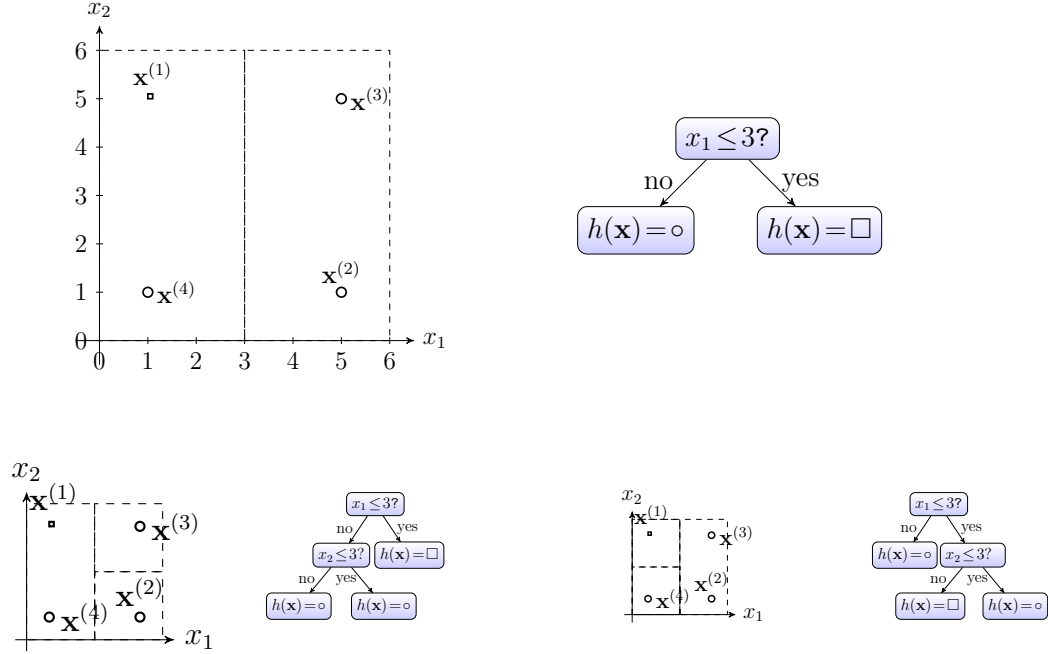 x₂
6
x⁽¹⁾
5
x⁽³⁾
4
3
2
x⁽²⁾
1
x⁽⁴⁾
0
x₁
0 1 2 3 4 5 6
x₁ ≤ 3?
no yes
h(x) = ○ h(x) = □
x₂
x⁽¹⁾
x⁽³⁾
x⁽²⁾
x⁽⁴⁾
x₁
x₁ ≤ 3?
no yes
x₂ ≤ 3? h(x) = □
no yes
h(x) = ○ h(x) = ○
x₂
x⁽¹⁾
x⁽³⁾
x⁽²⁾
x⁽⁴⁾
x₁
x₁ ≤ 3?
no yes
h(x) = ○ x₂ ≤ 3?
no yes
h(x) = □ h(x) = ○